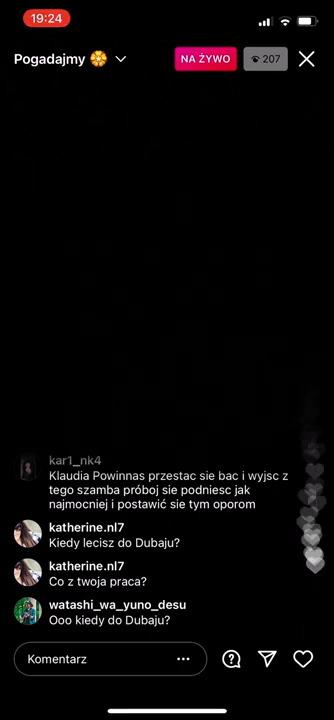 19:24
Pogadajmy
NA ŻYWO
207
kar1_nk4
Klaudia Powinnas przestac sie bac i wyjsc z
tego szamba próboj sie podniesc jak
najmocniej i postawić sie tym oporom
katherine.nl7
Kiedy lecisz do Dubaju?
katherine.nl7
Co z twoja praca?
watashi_wa_yuno_desu
Ooo kiedy do Dubaju?
Komentarz